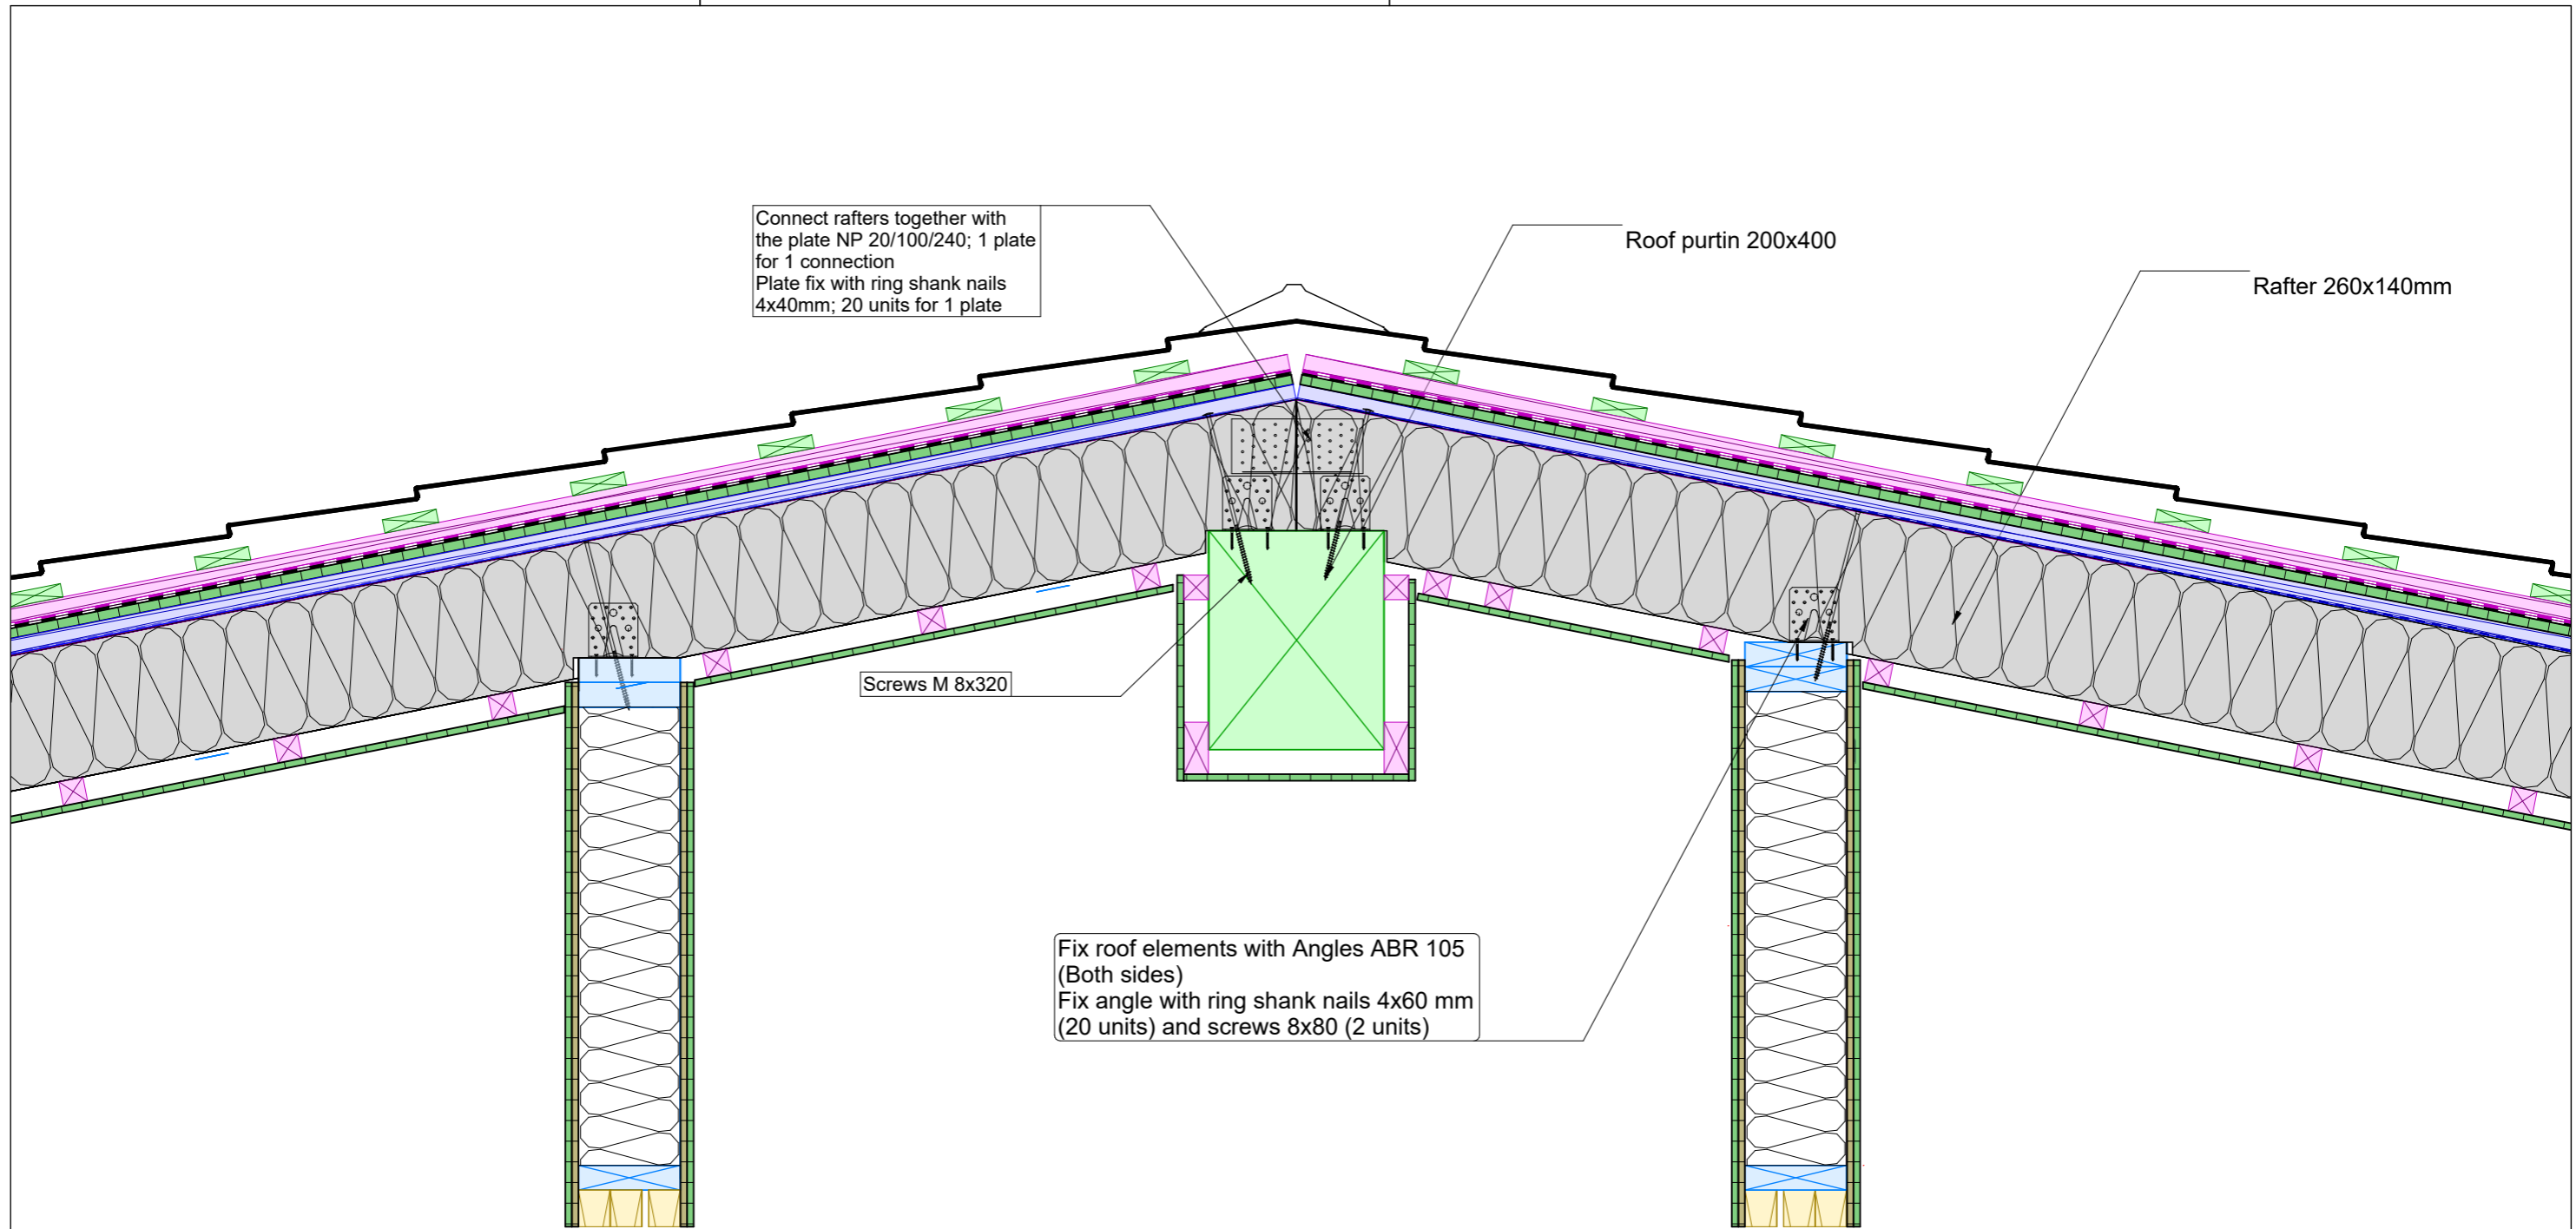 Connect rafters together with
the plate NP 20/100/240; 1 plate
for 1 connection
Plate fix with ring shank nails
4x40mm; 20 units for 1 plate
Roof purtin 200x400
Rafter 260x140mm
Screws M 8x320
Fix roof elements with Angles ABR 105
(Both sides)
Fix angle with ring shank nails 4x60 mm
(20 units) and screws 8x80 (2 units)